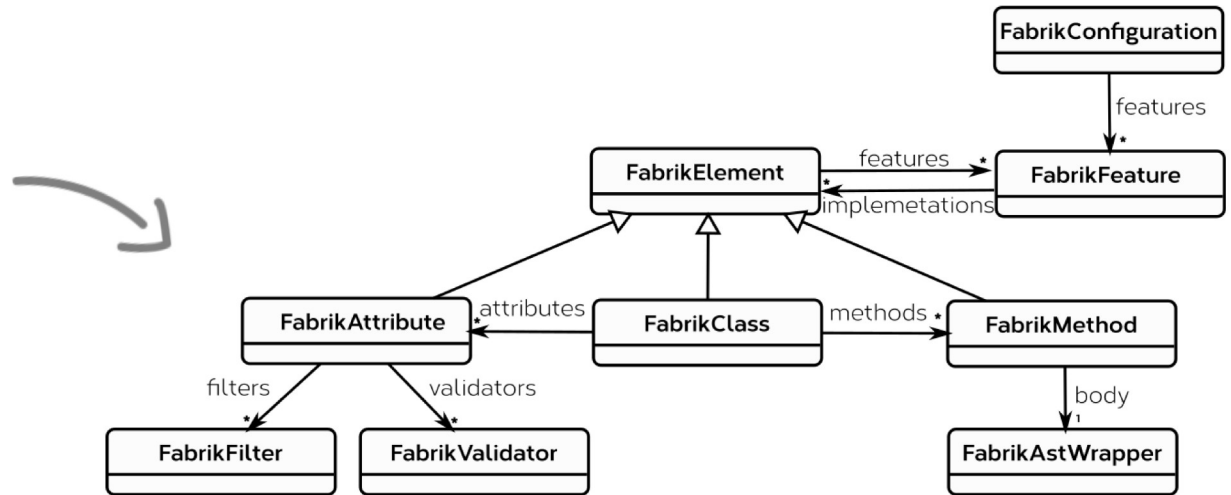 FabrikConfiguration
features
*
FabrikElement
features
*
FabrikFeature
*
implemetations
FabrikAttribute
attributes
*
FabrikClass
methods
*
FabrikMethod
filters
*
validators
*
body
1
FabrikFilter
FabrikValidator
FabrikAstWrapper